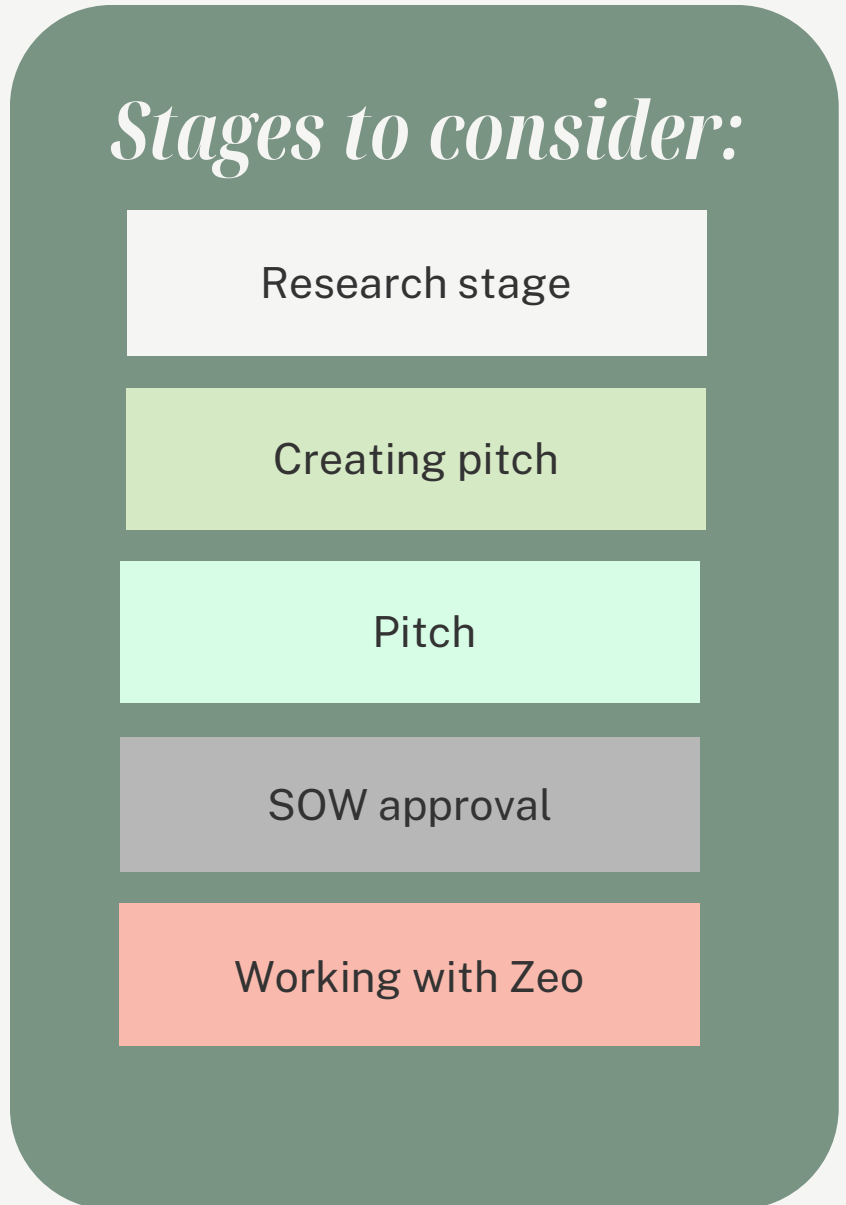 Stages to consider:
Research stage
Creating pitch
Pitch
SOW approval
Working with Zeo